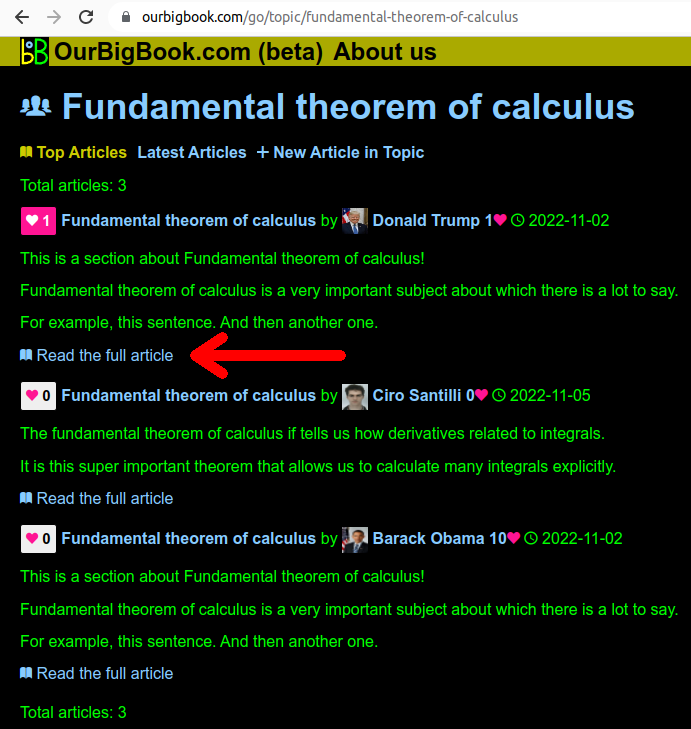 ourbigbook.com/go/topic/fundamental-theorem-of-calculus
OurBigBook.com (beta) About us
Fundamental theorem of calculus
Top Articles Latest Articles + New Article in Topic
Total articles: 3
1 Fundamental theorem of calculus by Donald Trump 1 2022-11-02
This is a section about Fundamental theorem of calculus!
Fundamental theorem of calculus is a very important subject about which there is a lot to say.
For example, this sentence. And then another one.
Read the full article
0 Fundamental theorem of calculus by Ciro Santilli 0 2022-11-05
The fundamental theorem of calculus if tells us how derivatives related to integrals.
It is this super important theorem that allows us to calculate many integrals explicitly.
Read the full article
0 Fundamental theorem of calculus by Barack Obama 10 2022-11-02
This is a section about Fundamental theorem of calculus!
Fundamental theorem of calculus is a very important subject about which there is a lot to say.
For example, this sentence. And then another one.
Read the full article
Total articles: 3